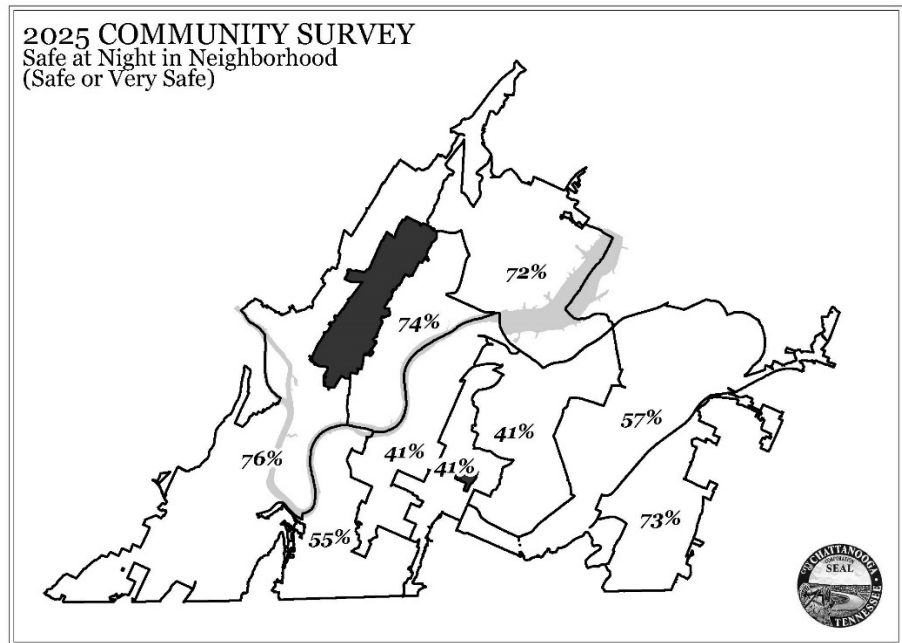 2025 COMMUNITY SURVEY
Safe at Night in Neighborhood
(Safe or Very Safe)
72%
74%
57%
41%
41%
41%
76%
73%
55%
CHATTANOOGA
CORPORATION
SEAL
TENNESSEE